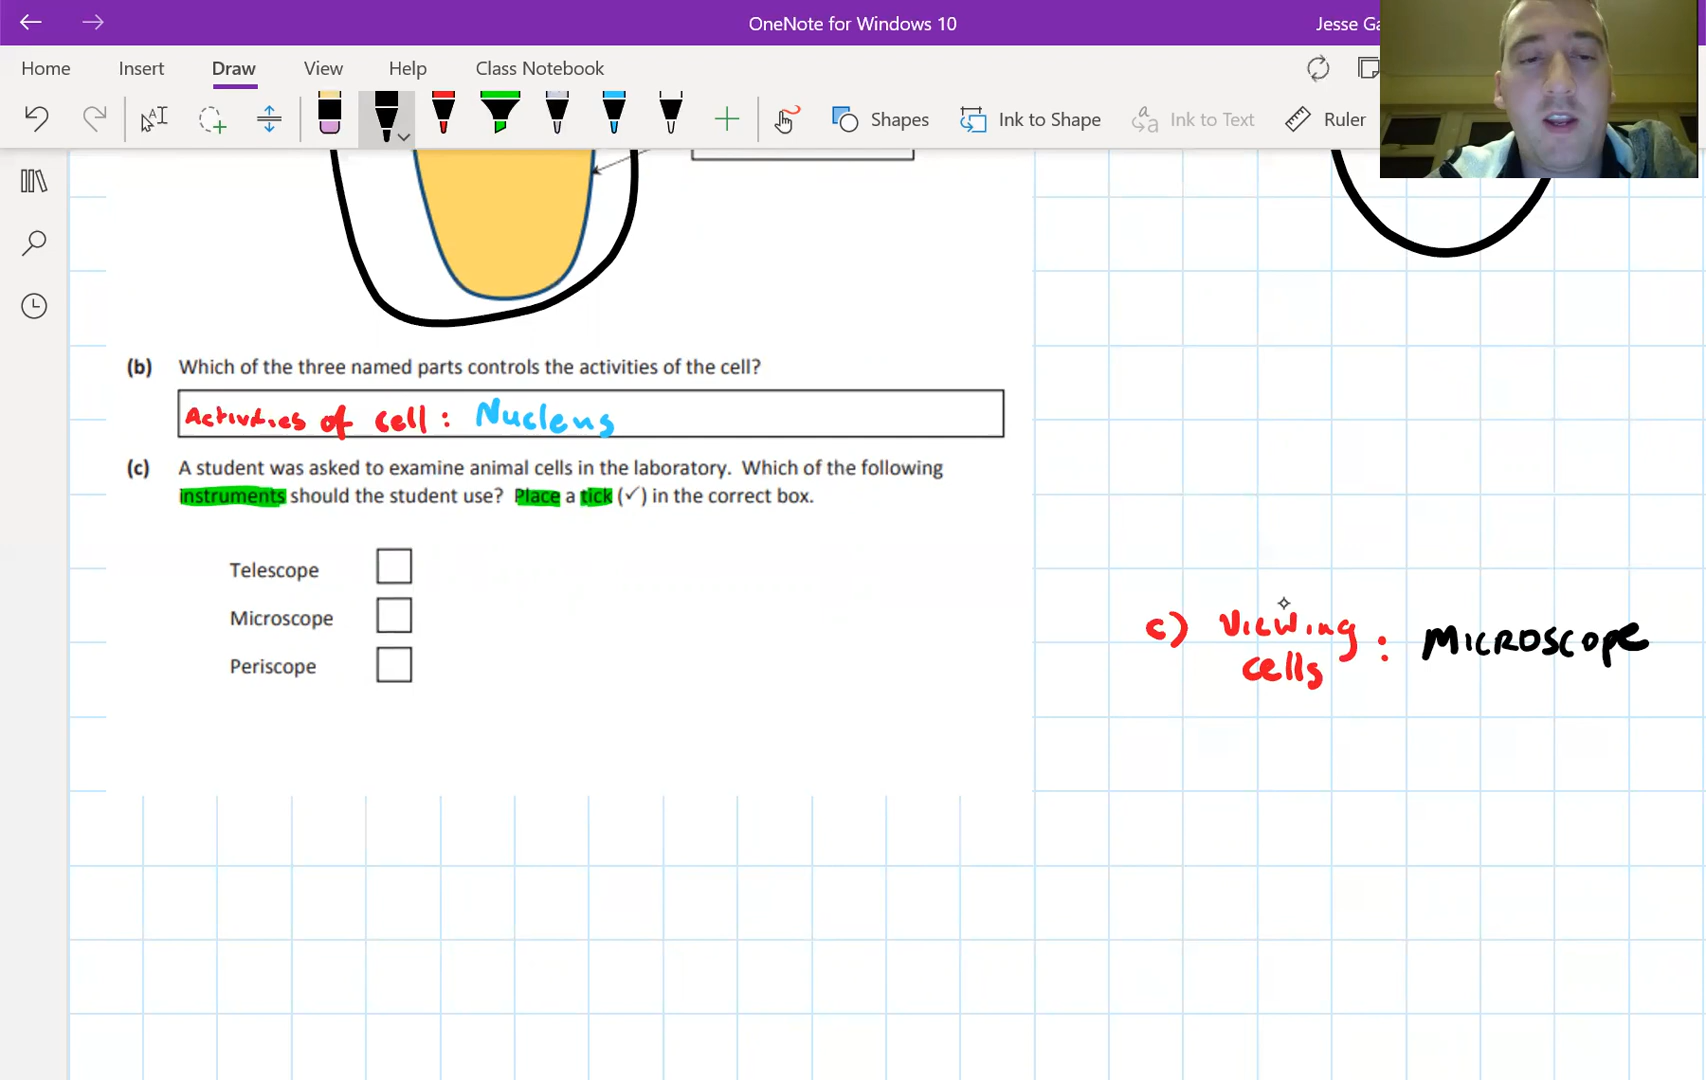 OneNote for Windows 10
Jesse Ga
Home Insert Draw View Help Class Notebook
Shapes Ink to Shape Ink to Text Ruler
(b) Which of the three named parts controls the activities of the cell?
Activities of cell : Nucleus
(c) A student was asked to examine animal cells in the laboratory. Which of the following
instruments should the student use? Place a tick (✓) in the correct box.
Telescope
Microscope
Periscope
c) Viewing cells : Microscope